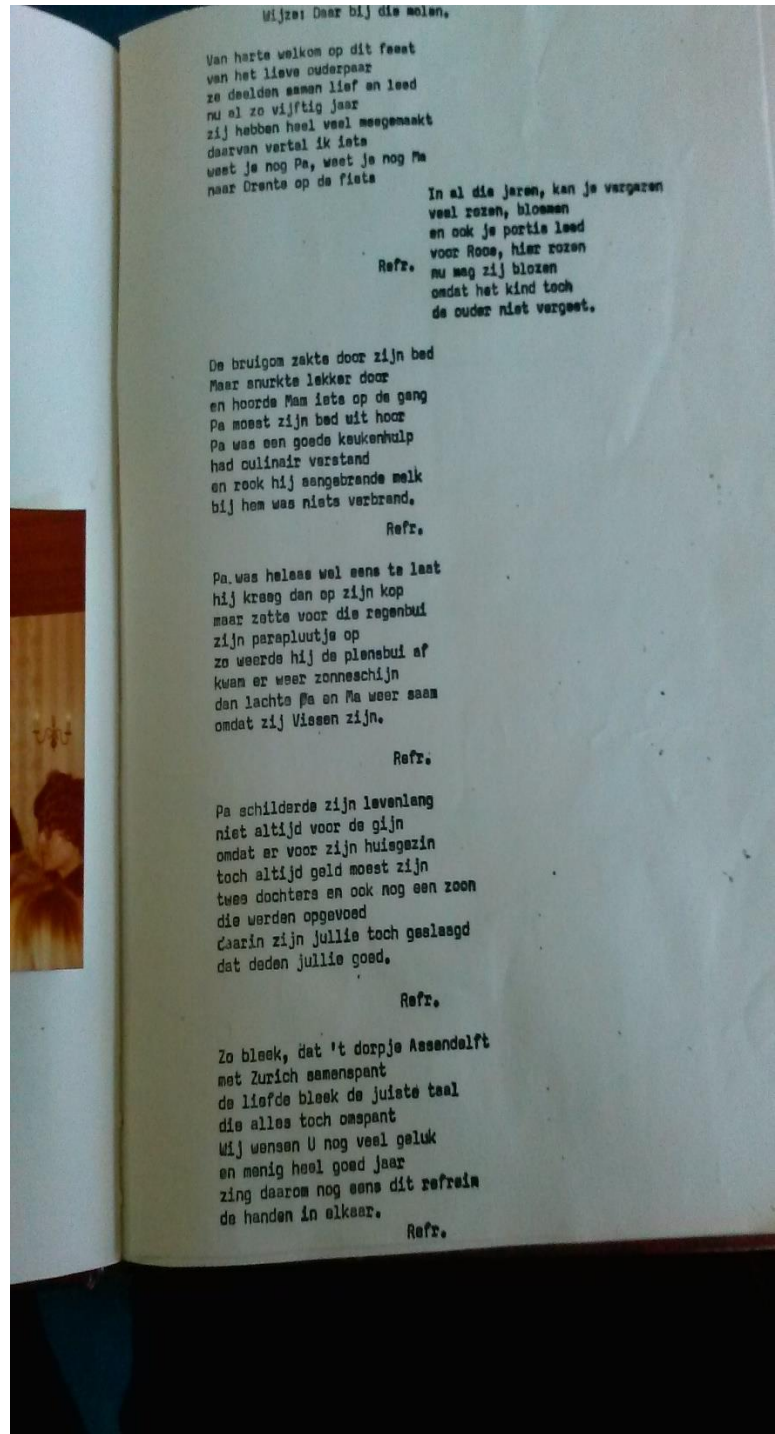 Wijze: Daar bij die molen.
Van harte welkom op dit feest
van het lieve ouderpaar
ze deelden samen lief en leed
nu al zo vijftig jaar
zij hebben heel veel meegemaakt
daarvan vertel ik iets
weet je nog Pa, weet je nog Ma
naar Drente op de fiets
In al die jaren, kan je vergaren
veel rozen, bloemen
en ook je portie leed
voor Roos, hier rozen
Refr. nu mag zij blozen
omdat het kind toch
de ouder niet vergeet.
De bruigom zakte door zijn bed
Maar snurkte lekker door
en hoorde Mam iets op de gang
Pa moest zijn bed uit hoor
Pa was een goede keukenhulp
had culinair verstand
en rook hij aangebrande melk
bij hem was niets verbrand.
Refr.
Pa was helaas wel eens te laat
hij kreeg dan op zijn kop
maar zette voor die regenbui
zijn parapluutje op
zo weerde hij de plensbui af
kwam er weer zonneschijn
dan lachte Pa en Ma weer saam
omdat zij Vissen zijn.
Refr.
Pa schilderde zijn levenlang
niet altijd voor de gijn
omdat er voor zijn huisgezin
toch altijd geld moest zijn
twee dochters en ook nog een zoon
die werden opgevoed
daarin zijn jullie toch geslaagd
dat deden jullie goed.
Refr.
Zo bleek, dat 't dorpje Assendelft
met Zurich samenspant
de liefde bleek de juiste taal
die alles toch omspant
Wij wensen U nog veel geluk
en menig heel goed jaar
zing daarom nog eens dit refrein
de handen in elkaar.
Refr.